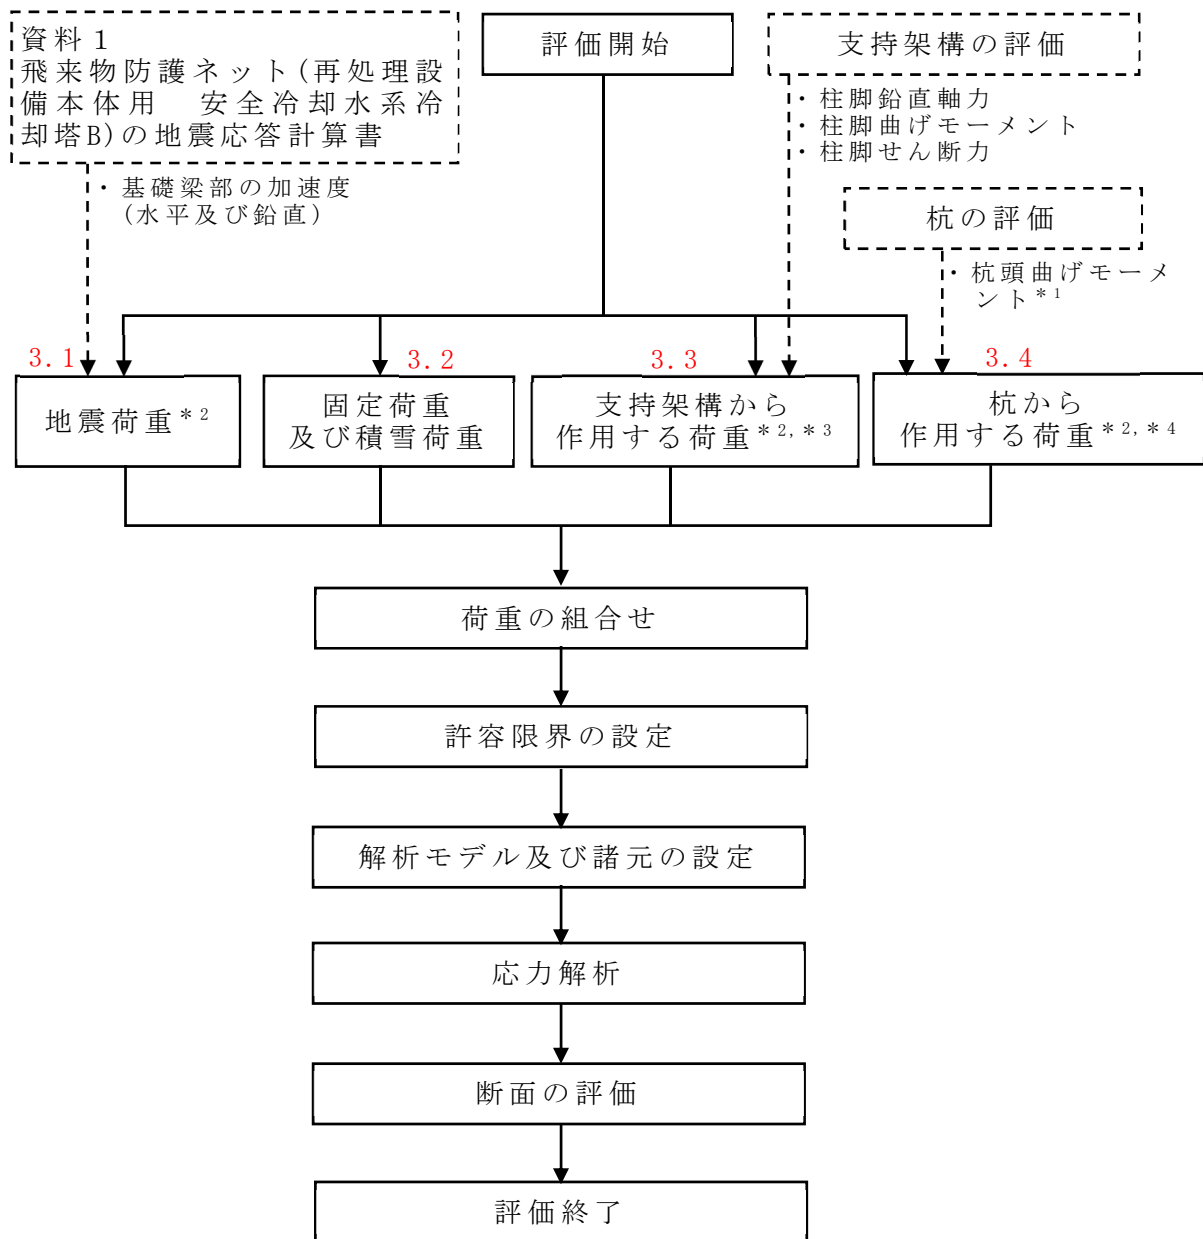 資料１
飛来物防護ネット(再処理設
備本体用　安全冷却水系冷
却塔B)の地震応答計算書
評価開始
支持架構の評価
・柱脚鉛直軸力
・柱脚曲げモーメント
・柱脚せん断力
・基礎梁部の加速度
(水平及び鉛直)
杭の評価
・杭頭曲げモーメ
ント*1
3.1
3.2
3.3
3.4
地震荷重*2
固定荷重
及び積雪荷重
支持架構から
作用する荷重*2,*3
杭から
作用する荷重*2,*4
荷重の組合せ
許容限界の設定
解析モデル及び諸元の設定
応力解析
断面の評価
評価終了